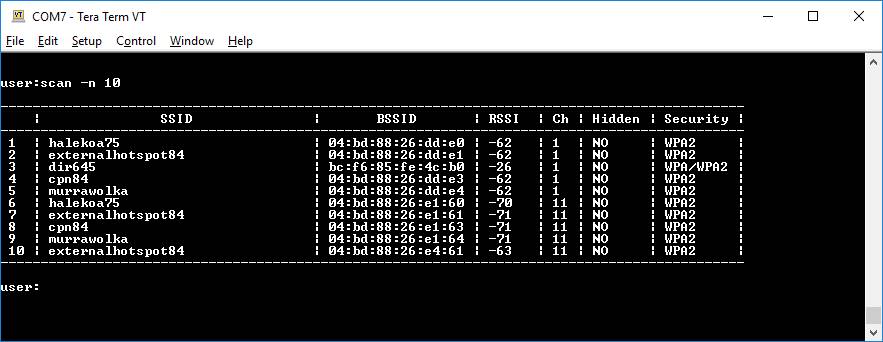 COM7 - Tera Term VT
File Edit Setup Control Window Help
user:scan -n 10
| SSID | BSSID | RSSI | Ch | Hidden | Security |
1 | halekoa75 | 04:bd:88:26:dd:e0 | -62 | 1 | NO | WPA2 |
2 | externalhotspot84 | 04:bd:88:26:dd:e1 | -62 | 1 | NO | WPA2 |
3 | dir645 | bc:f6:85:fe:4c:b0 | -26 | 1 | NO | WPA/WPA2 |
4 | cpn84 | 04:bd:88:26:dd:e3 | -62 | 1 | NO | WPA2 |
5 | murrawolka | 04:bd:88:26:dd:e4 | -62 | 1 | NO | WPA2 |
6 | halekoa75 | 04:bd:88:26:e1:60 | -70 | 11 | NO | WPA2 |
7 | externalhotspot84 | 04:bd:88:26:e1:61 | -71 | 11 | NO | WPA2 |
8 | cpn84 | 04:bd:88:26:e1:63 | -71 | 11 | NO | WPA2 |
9 | murrawolka | 04:bd:88:26:e1:64 | -71 | 11 | NO | WPA2 |
10 | externalhotspot84 | 04:bd:88:26:e4:61 | -63 | 11 | NO | WPA2 |
user: